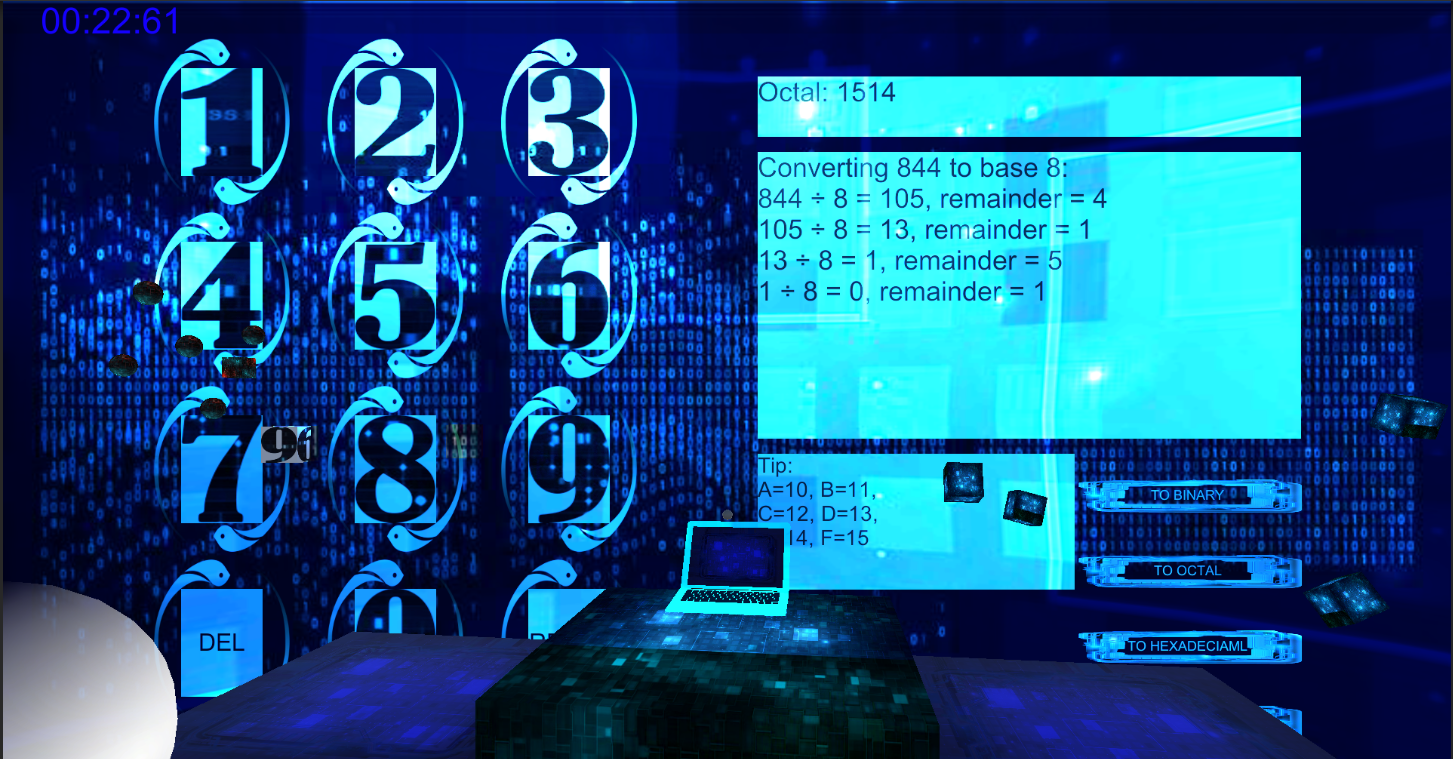 00:22:61
1 2 3
4 5 6
7 8 9
96
DEL
0
Octal: 1514
Converting 844 to base 8:
844 ÷ 8 = 105, remainder = 4
105 ÷ 8 = 13, remainder = 1
13 ÷ 8 = 1, remainder = 5
1 ÷ 8 = 0, remainder = 1
Tip:
A=10, B=11,
C=12, D=13,
14, F=15
TO BINARY
TO OCTAL
TO HEXADECIAML